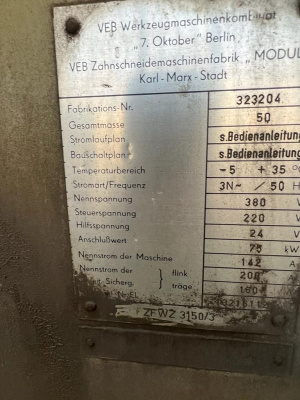 VEB Werkzeugmaschinenkombinat
„7. Oktober" Berlin
VEB Zahnschneidemaschinenfabrik „MODUL
Karl-Marx-Stadt
Fabrikations-Nr. 323204
Gesamtmasse 50
Stromlaufplan s.Bedienanleitung
Bauschaltplan s.Bedienanleitung
Temperaturbereich -5 + 35 °
Stromart/Frequenz 3N~ / 50 H
Nennspannung 380 V
Steuerspannung 220 V
Hilfsspannung 24 V
Anschlußwert 75 kW
Nennstrom der Maschine 142 A
Nennstrom der } flink 200
Sicherg. träge 160
ZFWZ 3150/3